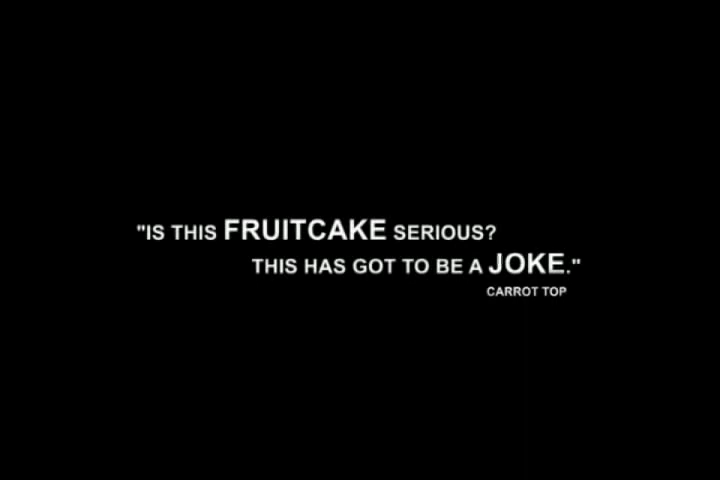 "IS THIS FRUITCAKE SERIOUS?
THIS HAS GOT TO BE A JOKE."
CARROT TOP